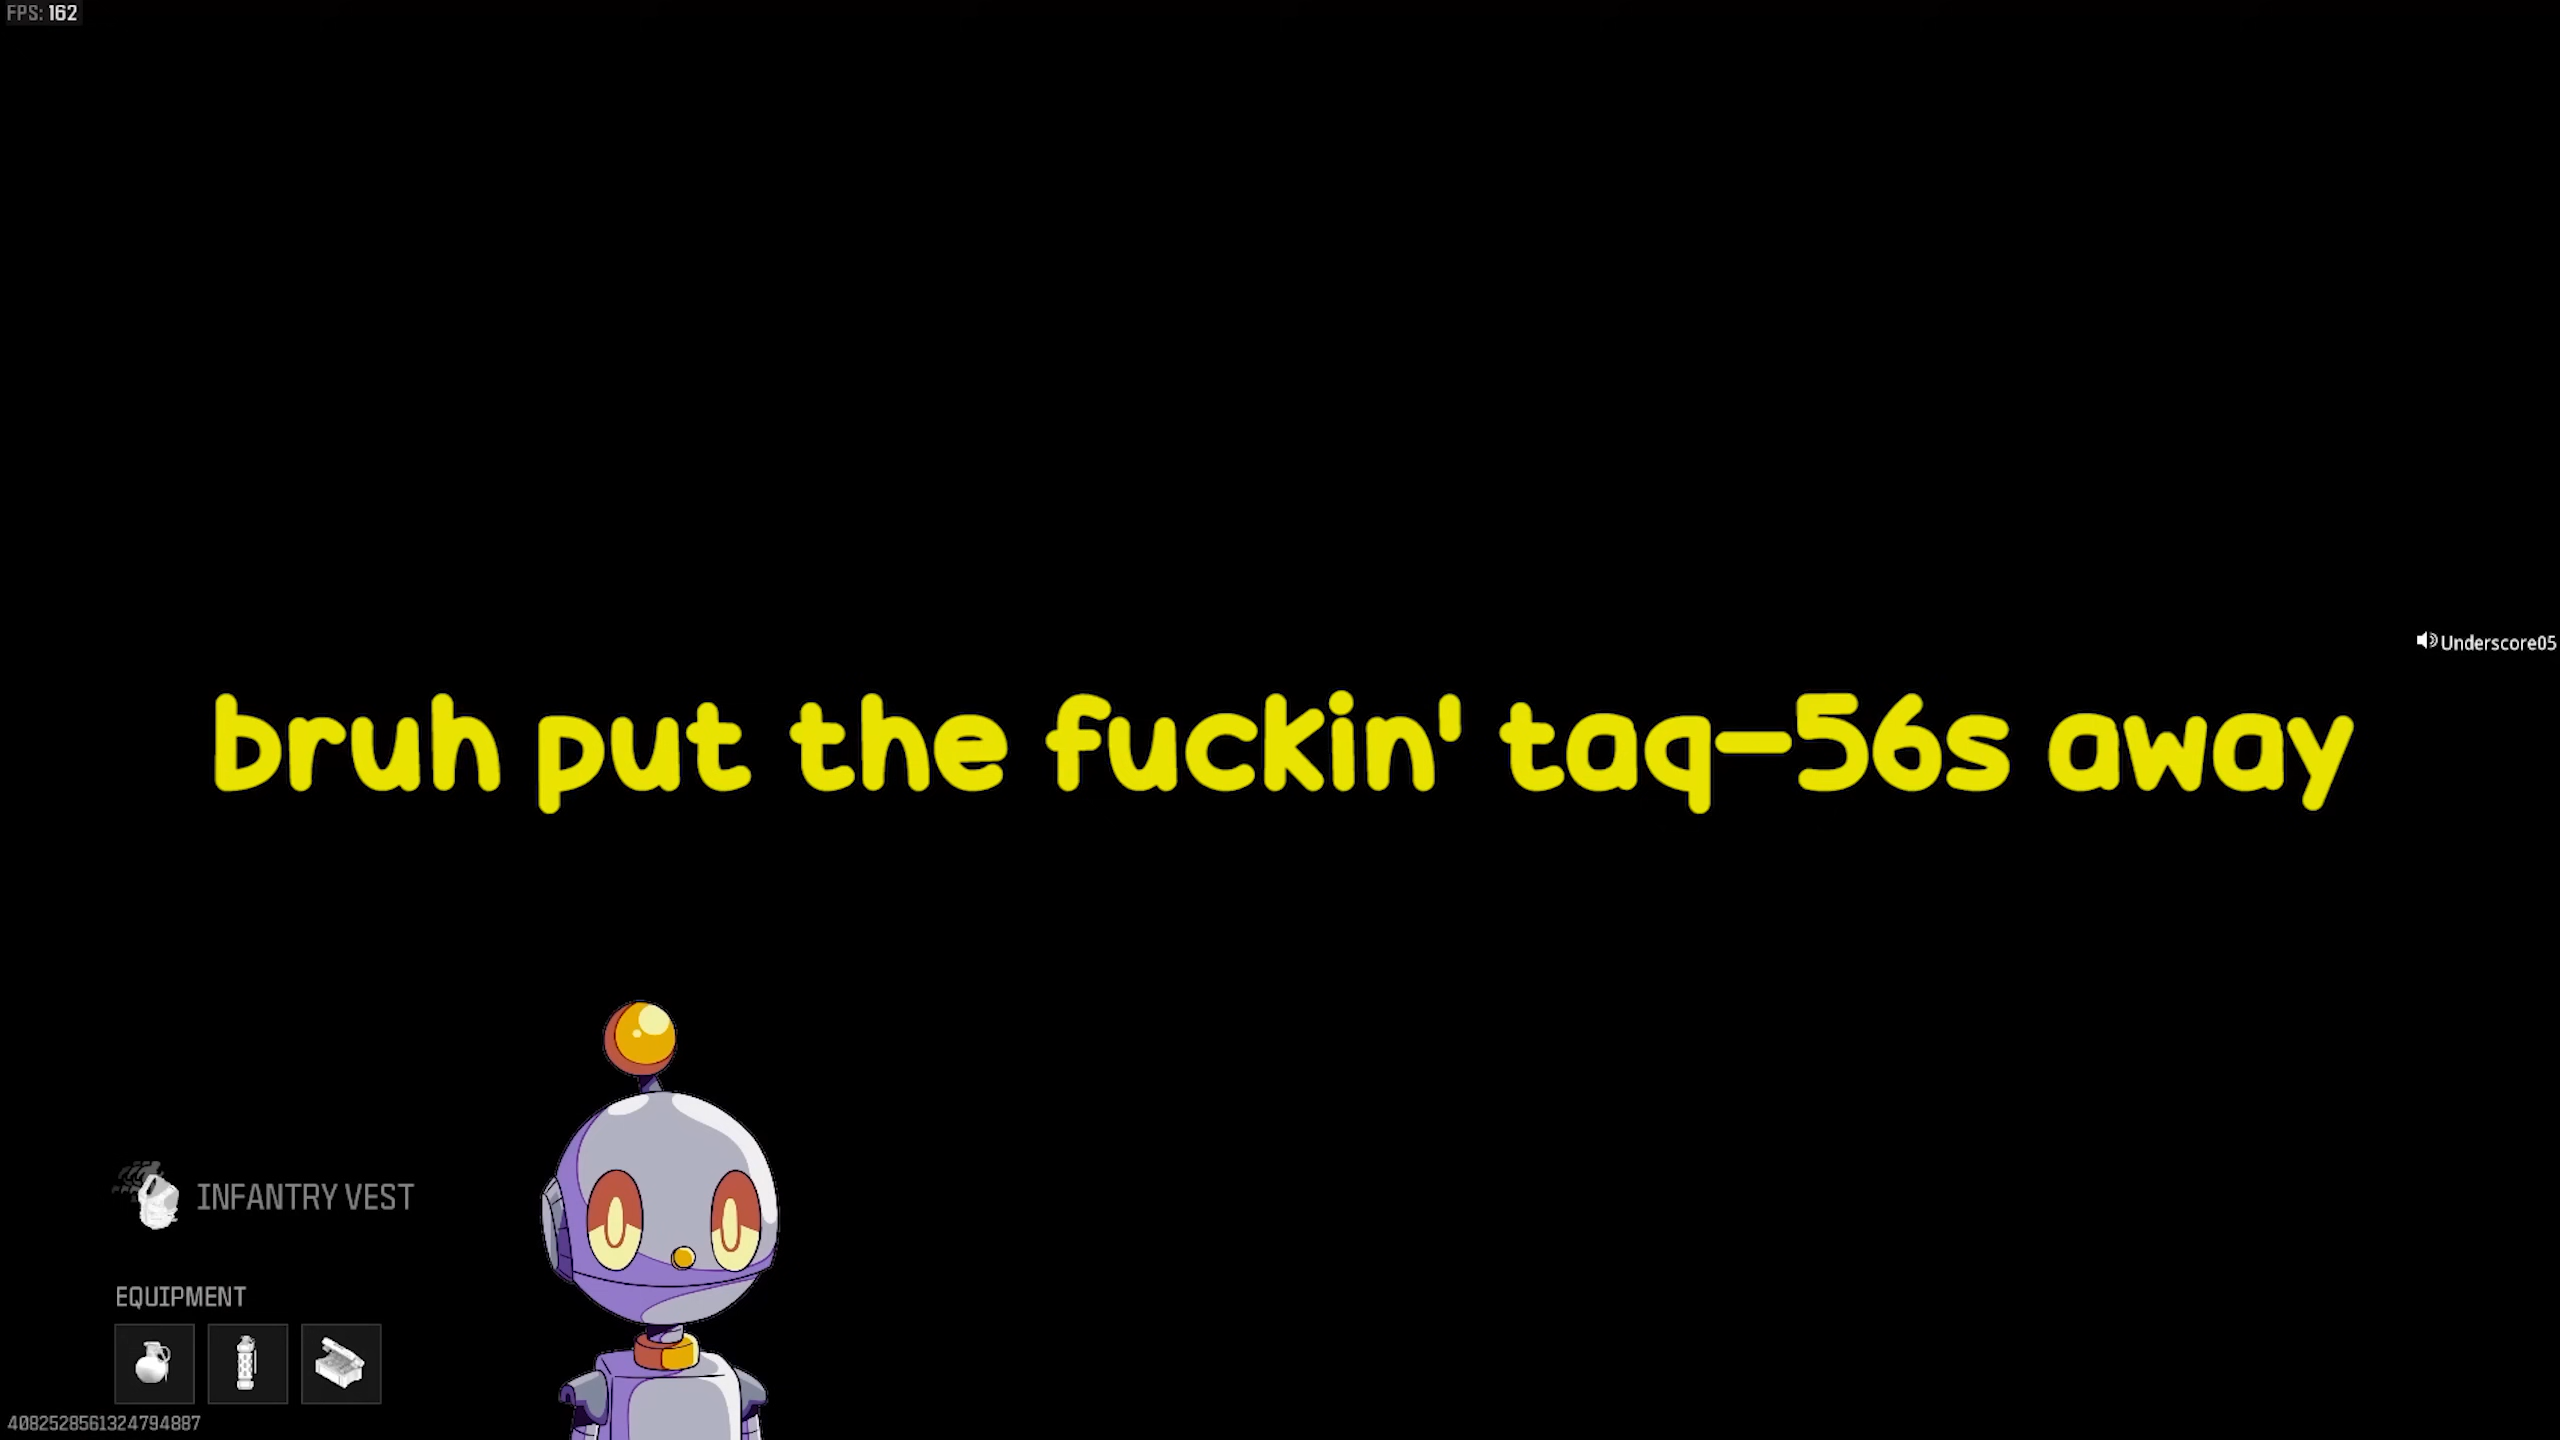 FPS: 162
Underscore05
bruh put the fuckin' taq-56s away
INFANTRY VEST
EQUIPMENT
4082528561324794887